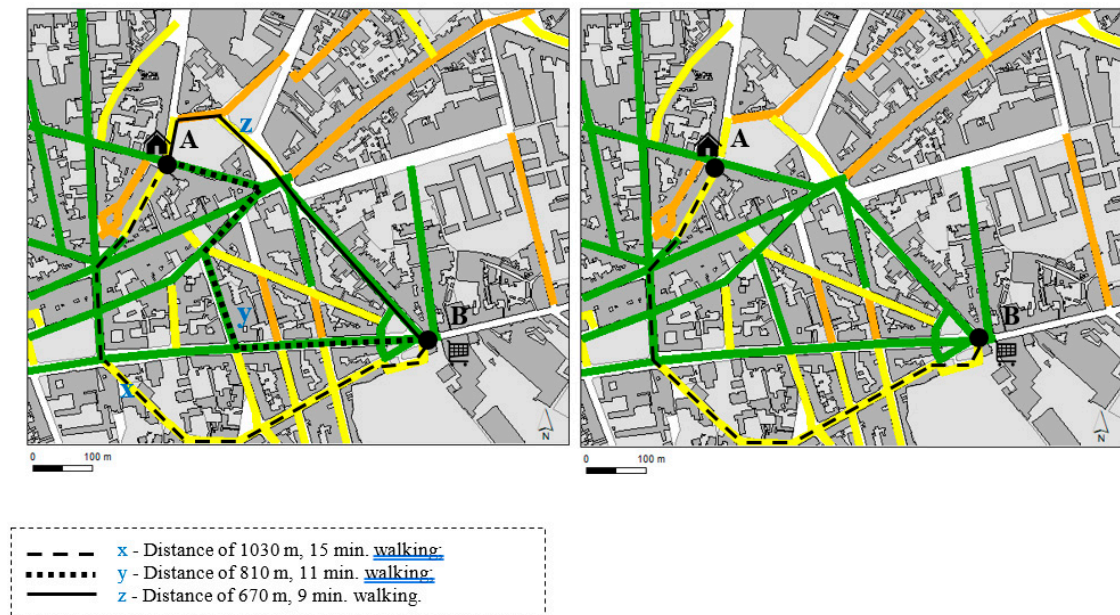 A
z
y
B
x
N
0 100 m
A
B
N
0 100 m
x - Distance of 1030 m, 15 min. walking;
y - Distance of 810 m, 11 min. walking;
z - Distance of 670 m, 9 min. walking.